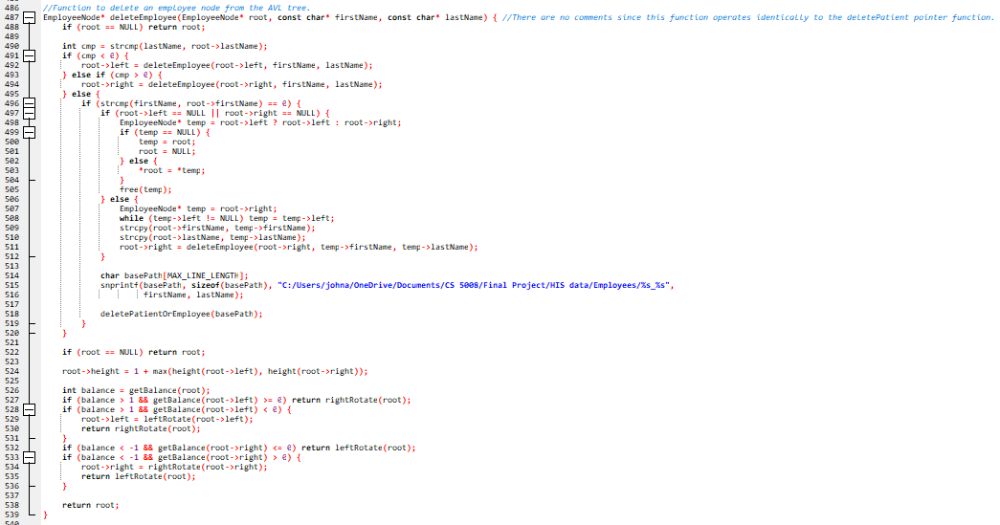 486 //Function to delete an employee node from the AVL tree.
487 EmployeeNode* deleteEmployee(EmployeeNode* root, const char* firstName, const char* lastName) { //There are no comments since this function operates identically to the deletePatient pointer function.
488     if (root == NULL) return root;
489
490     int cmp = strcmp(lastName, root->lastName);
491     if (cmp < 0) {
492         root->left = deleteEmployee(root->left, firstName, lastName);
493     } else if (cmp > 0) {
494         root->right = deleteEmployee(root->right, firstName, lastName);
495     } else {
496         if (strcmp(firstName, root->firstName) == 0) {
497             if (root->left == NULL || root->right == NULL) {
498                 EmployeeNode* temp = root->left ? root->left : root->right;
499                 if (temp == NULL) {
500                     temp = root;
501                     root = NULL;
502                 } else {
503                     *root = *temp;
504                 }
505                 free(temp);
506             } else {
507                 EmployeeNode* temp = root->right;
508                 while (temp->left != NULL) temp = temp->left;
509                 strcpy(root->firstName, temp->firstName);
510                 strcpy(root->lastName, temp->lastName);
511                 root->right = deleteEmployee(root->right, temp->firstName, temp->lastName);
512             }
513
514             char basePath[MAX_LINE_LENGTH];
515             snprintf(basePath, sizeof(basePath), "C:/Users/johna/OneDrive/Documents/CS 5008/Final Project/HIS data/Employees/%s_%s",
516                     firstName, lastName);
517
518             deletePatientOrEmployee(basePath);
519         }
520     }
521
522     if (root == NULL) return root;
523
524     root->height = 1 + max(height(root->left), height(root->right));
525
526     int balance = getBalance(root);
527     if (balance > 1 && getBalance(root->left) >= 0) return rightRotate(root);
528     if (balance > 1 && getBalance(root->left) < 0) {
529         root->left = leftRotate(root->left);
530         return rightRotate(root);
531     }
532     if (balance < -1 && getBalance(root->right) <= 0) return leftRotate(root);
533     if (balance < -1 && getBalance(root->right) > 0) {
534         root->right = rightRotate(root->right);
535         return leftRotate(root);
536     }
537
538     return root;
539 }